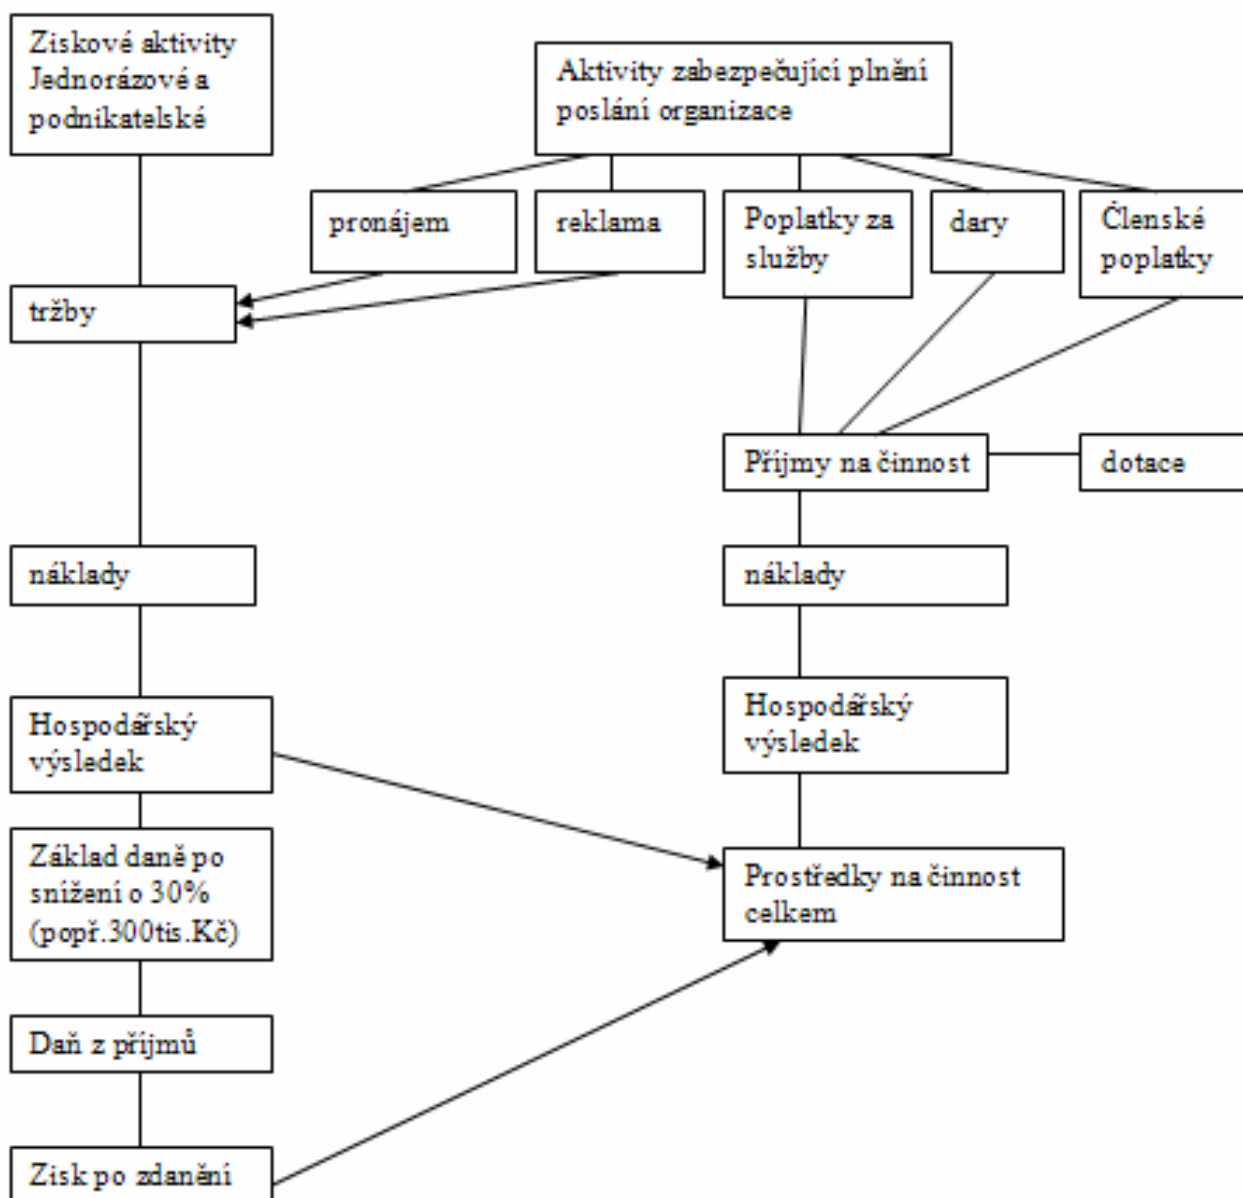 Ziskové aktivity
Jednorázové a
podnikatelské
Aktivity zabezpečující plnění
poslání organizace
pronájem
reklama
Poplatky za
služby
dary
Členské
poplatky
tržby
Příjmy na činnost
dotace
náklady
náklady
Hospodářský
výsledek
Hospodářský
výsledek
Základ daně po
snížení o 30%
(popř.300tis.Kč)
Prostředky na činnost
celkem
Daň z příjmů
Zisk po zdanění